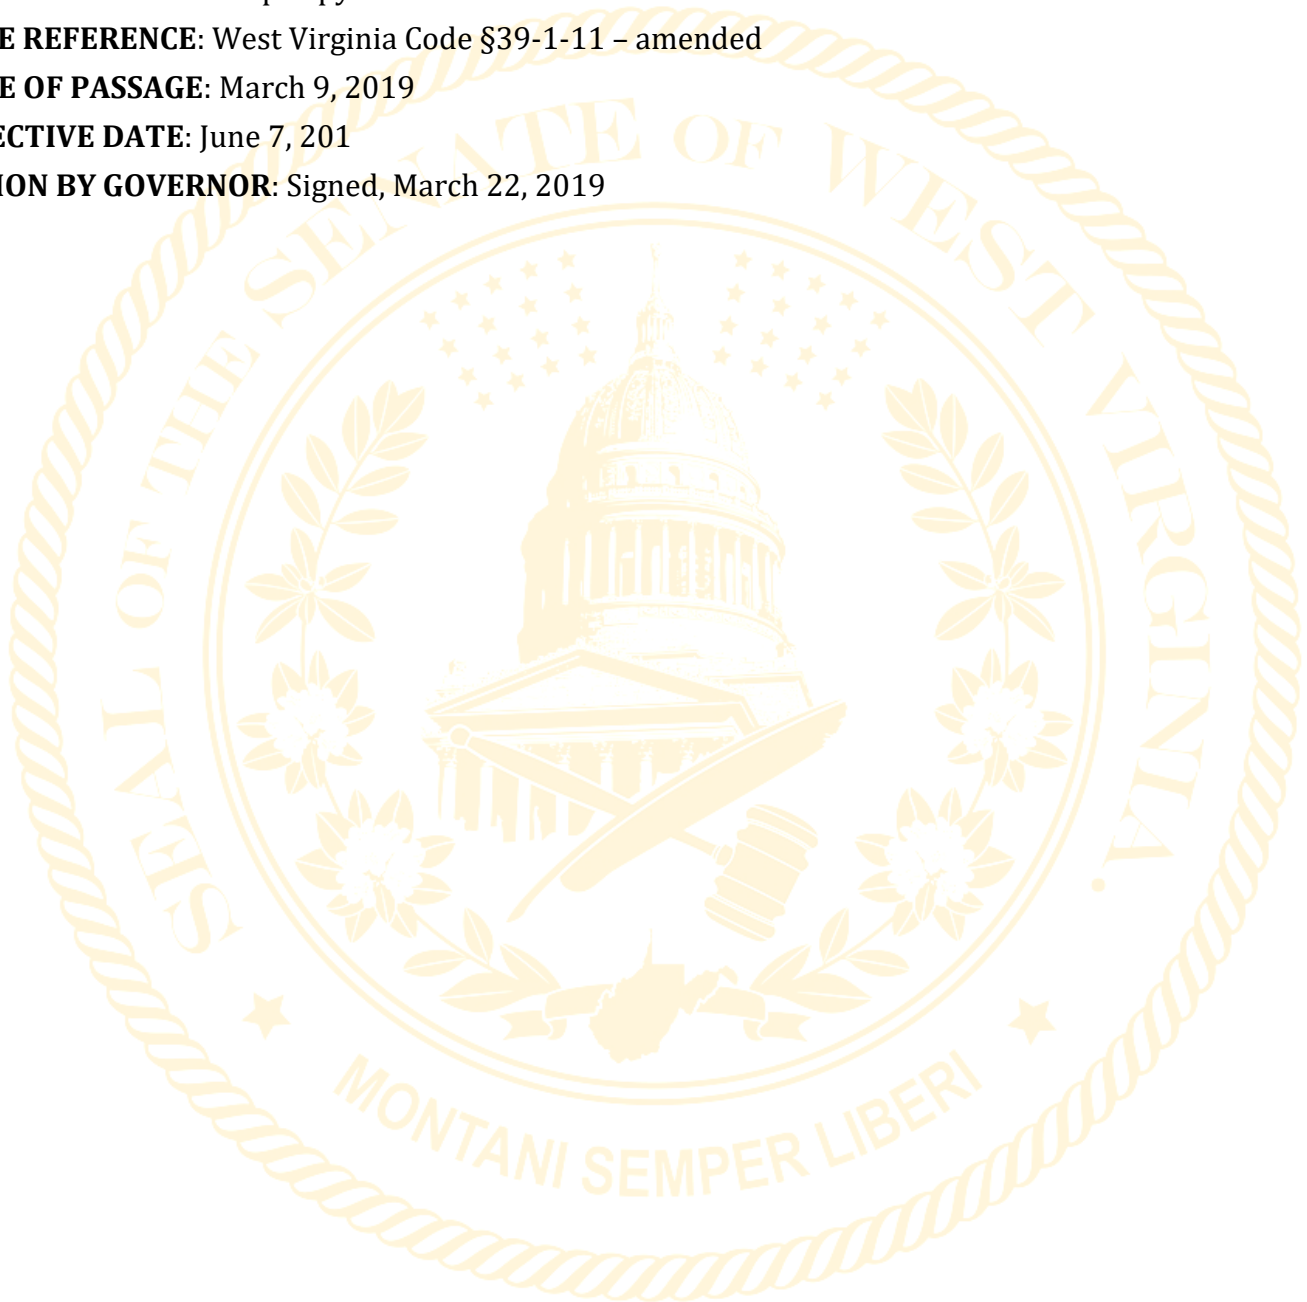 E REFERENCE: West Virginia Code §39-1-11 – amended
E OF PASSAGE: March 9, 2019
ECTIVE DATE: June 7, 201
ION BY GOVERNOR: Signed, March 22, 2019
SEAL OF THE SENATE OF WEST VIRGINIA.
MONTANI SEMPER LIBERI